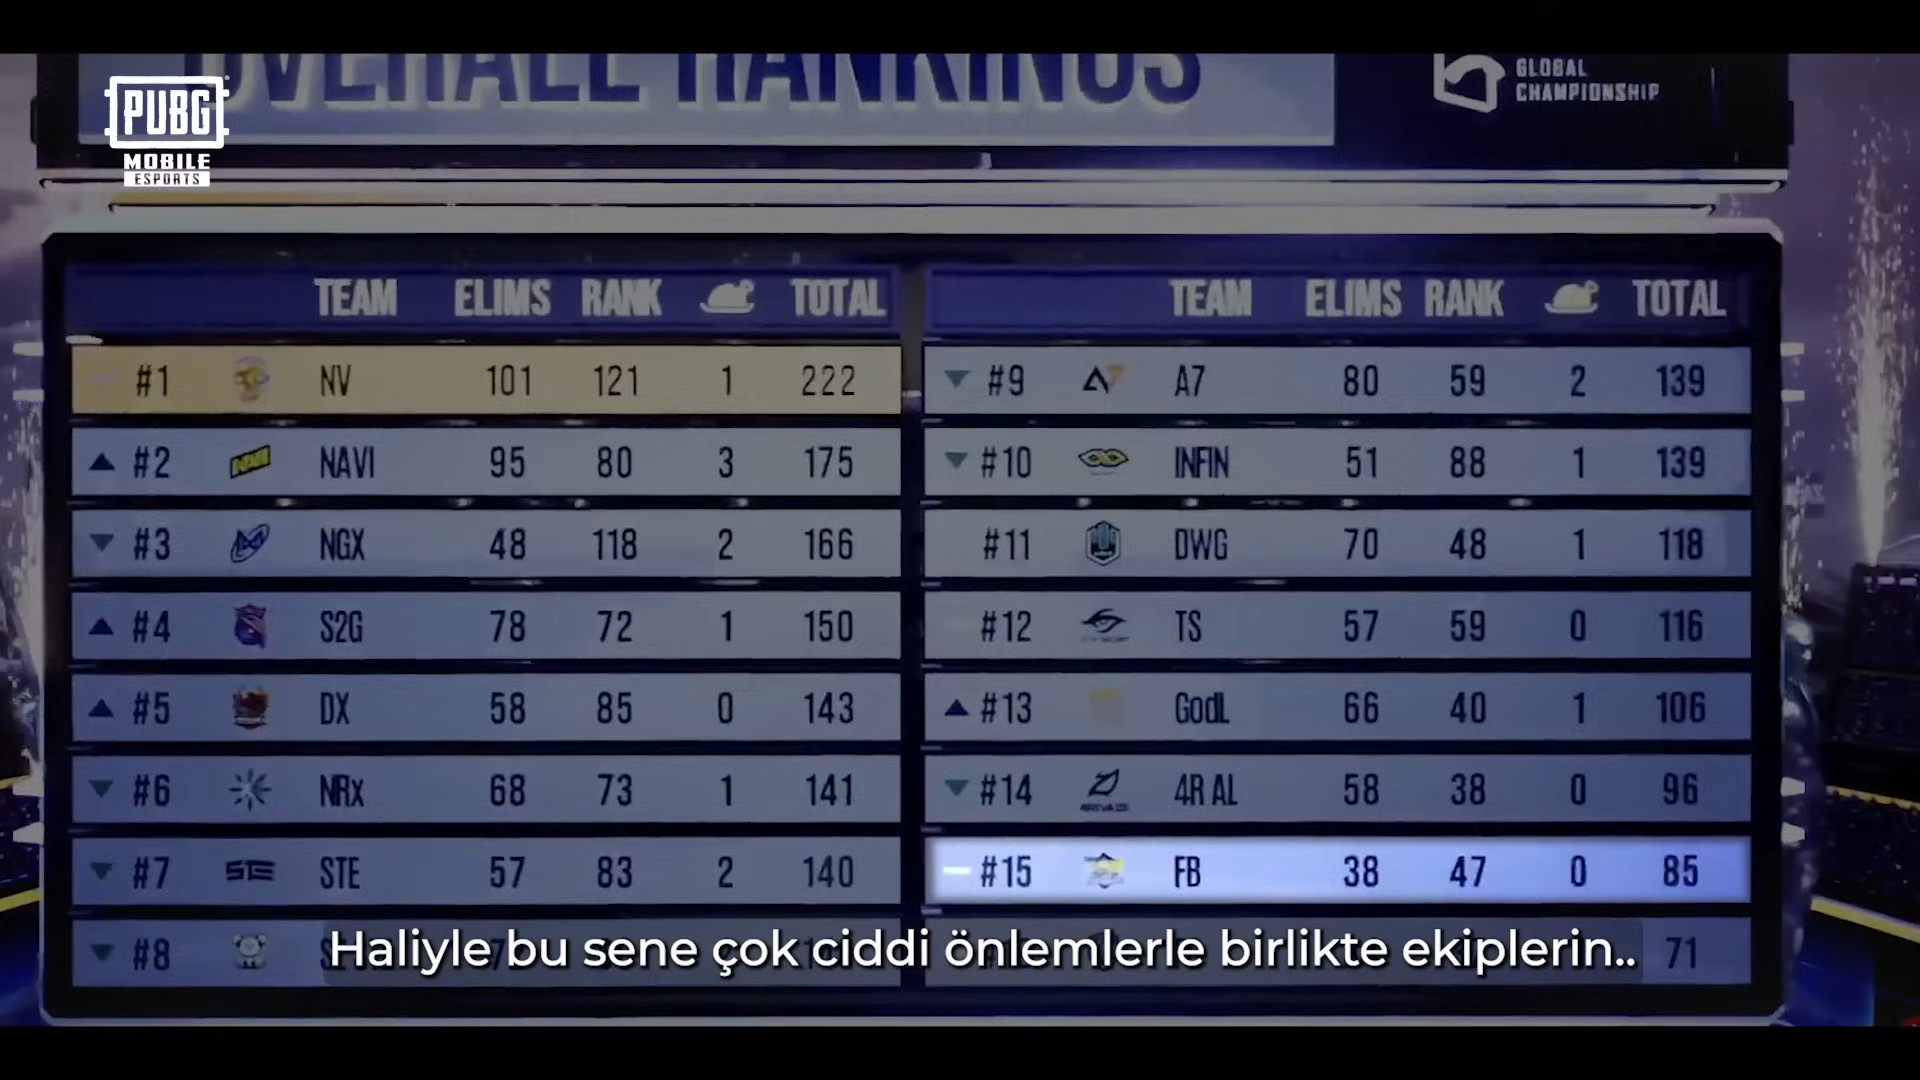 OVERALL RANKINGS
GLOBAL
CHAMPIONSHIP
PUBG
MOBILE
ESPORTS
TEAM ELIMS RANK TOTAL
#1 NV 101 121 1 222
#2 NAVI NAVI 95 80 3 175
#3 NGX 48 118 2 166
#4 S2G 78 72 1 150
#5 DX 58 85 0 143
#6 NRx 68 73 1 141
#7 STE STE 57 83 2 140
#8
TEAM ELIMS RANK TOTAL
#9 A7 A7 80 59 2 139
#10 INFIN 51 88 1 139
#11 DWG 70 48 1 118
#12 TS 57 59 0 116
#13 GodL 66 40 1 106
#14 4R AL 58 38 0 96
#15 FB 38 47 0 85
71
Haliyle bu sene çok ciddi önlemlerle birlikte ekiplerin..